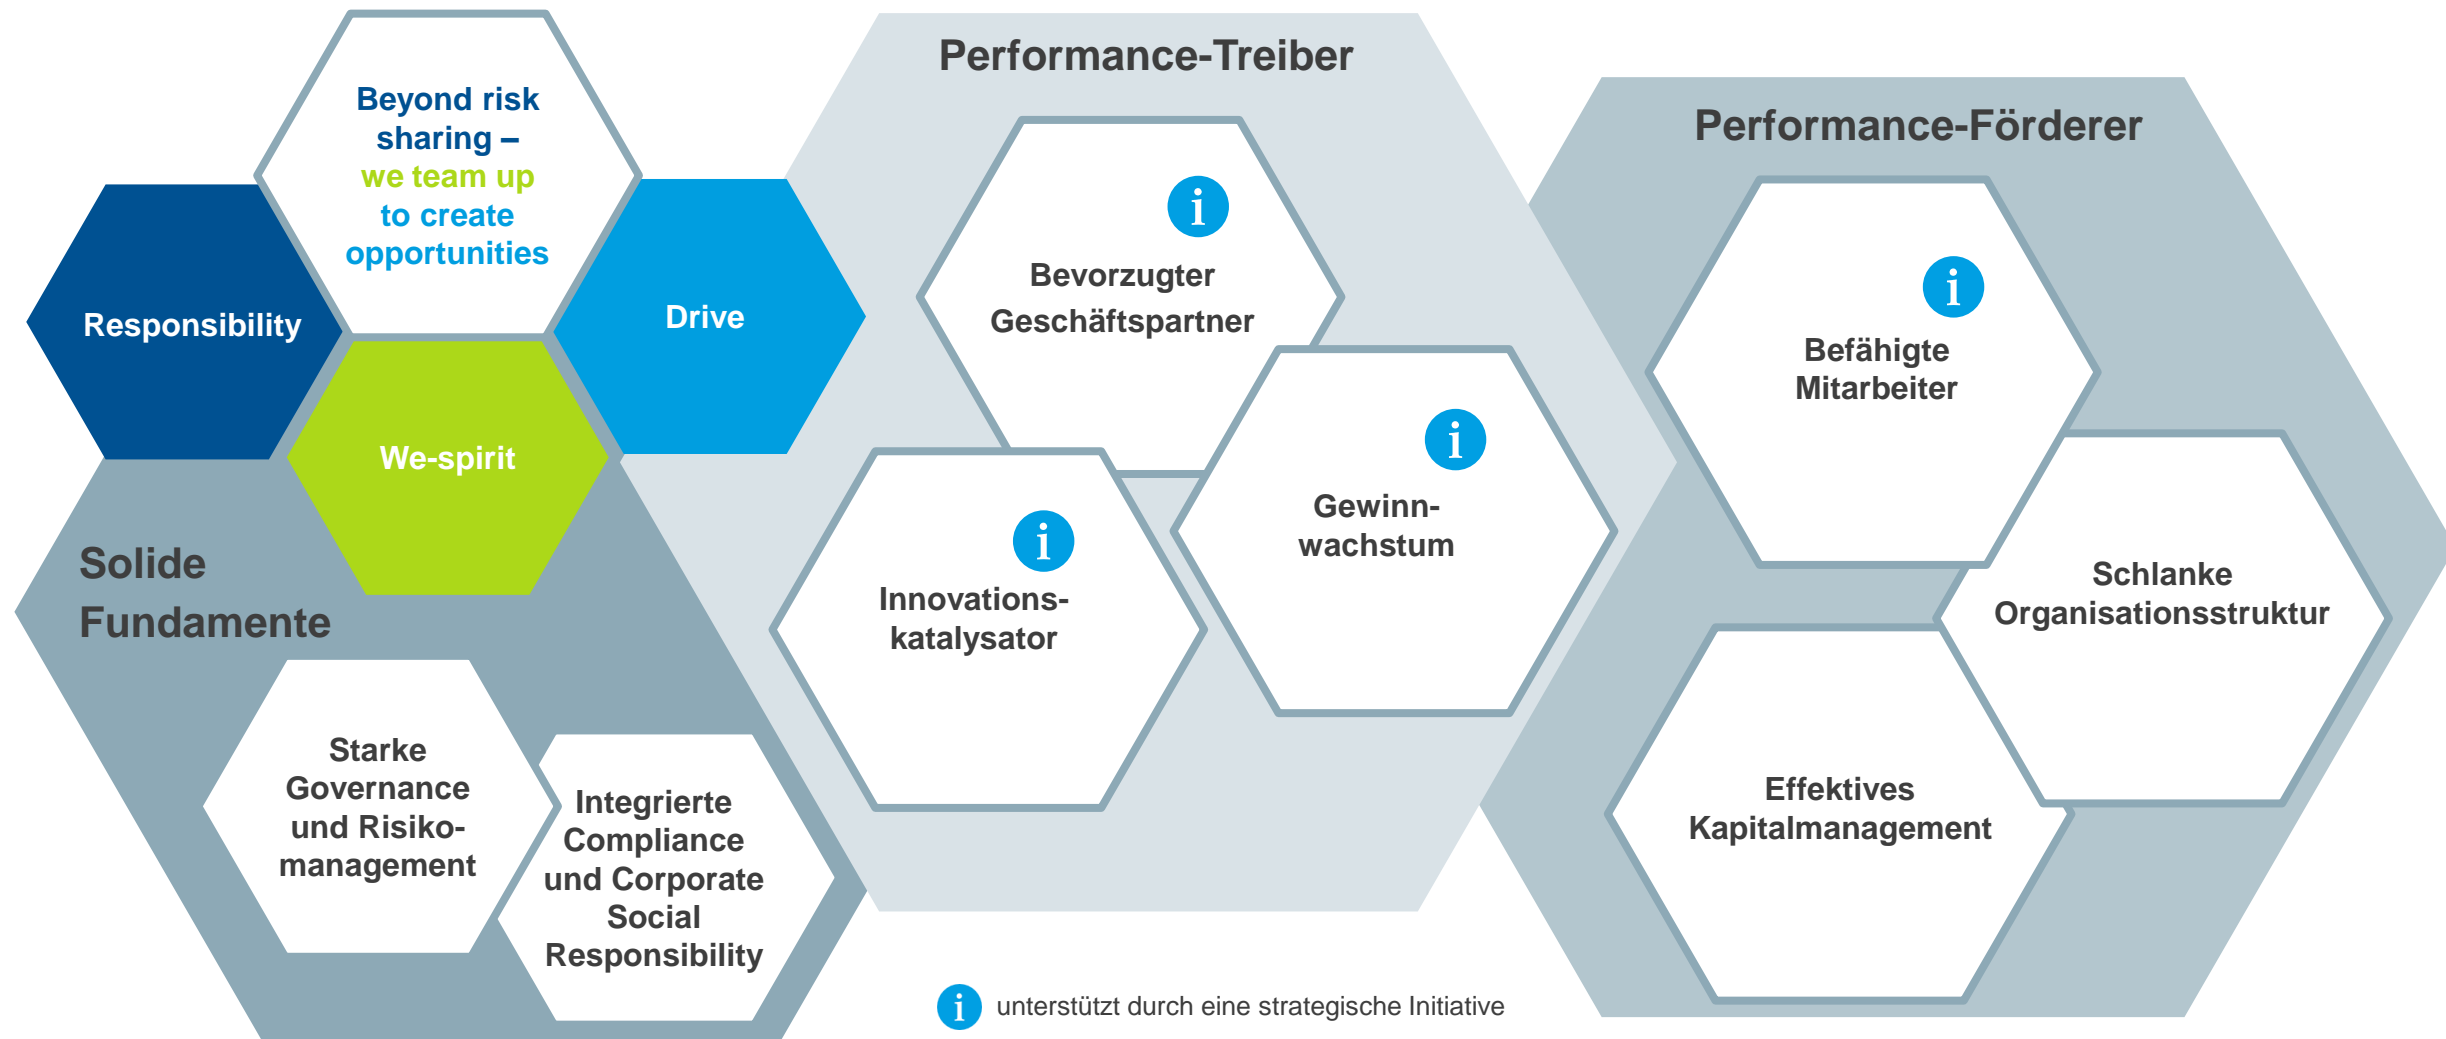 Beyond risk
sharing –
we team up
to create
opportunities
Responsibility
Drive
We-spirit
Solide
Fundamente
Starke
Governance
und Risiko-
management
Integrierte
Compliance
und Corporate
Social
Responsibility
Performance-Treiber
i
Bevorzugter
Geschäftspartner
i
Gewinn-
wachstum
i
Innovations-
katalysator
Performance-Förderer
i
Befähigte
Mitarbeiter
Schlanke
Organisationsstruktur
Effektives
Kapitalmanagement
i unterstützt durch eine strategische Initiative